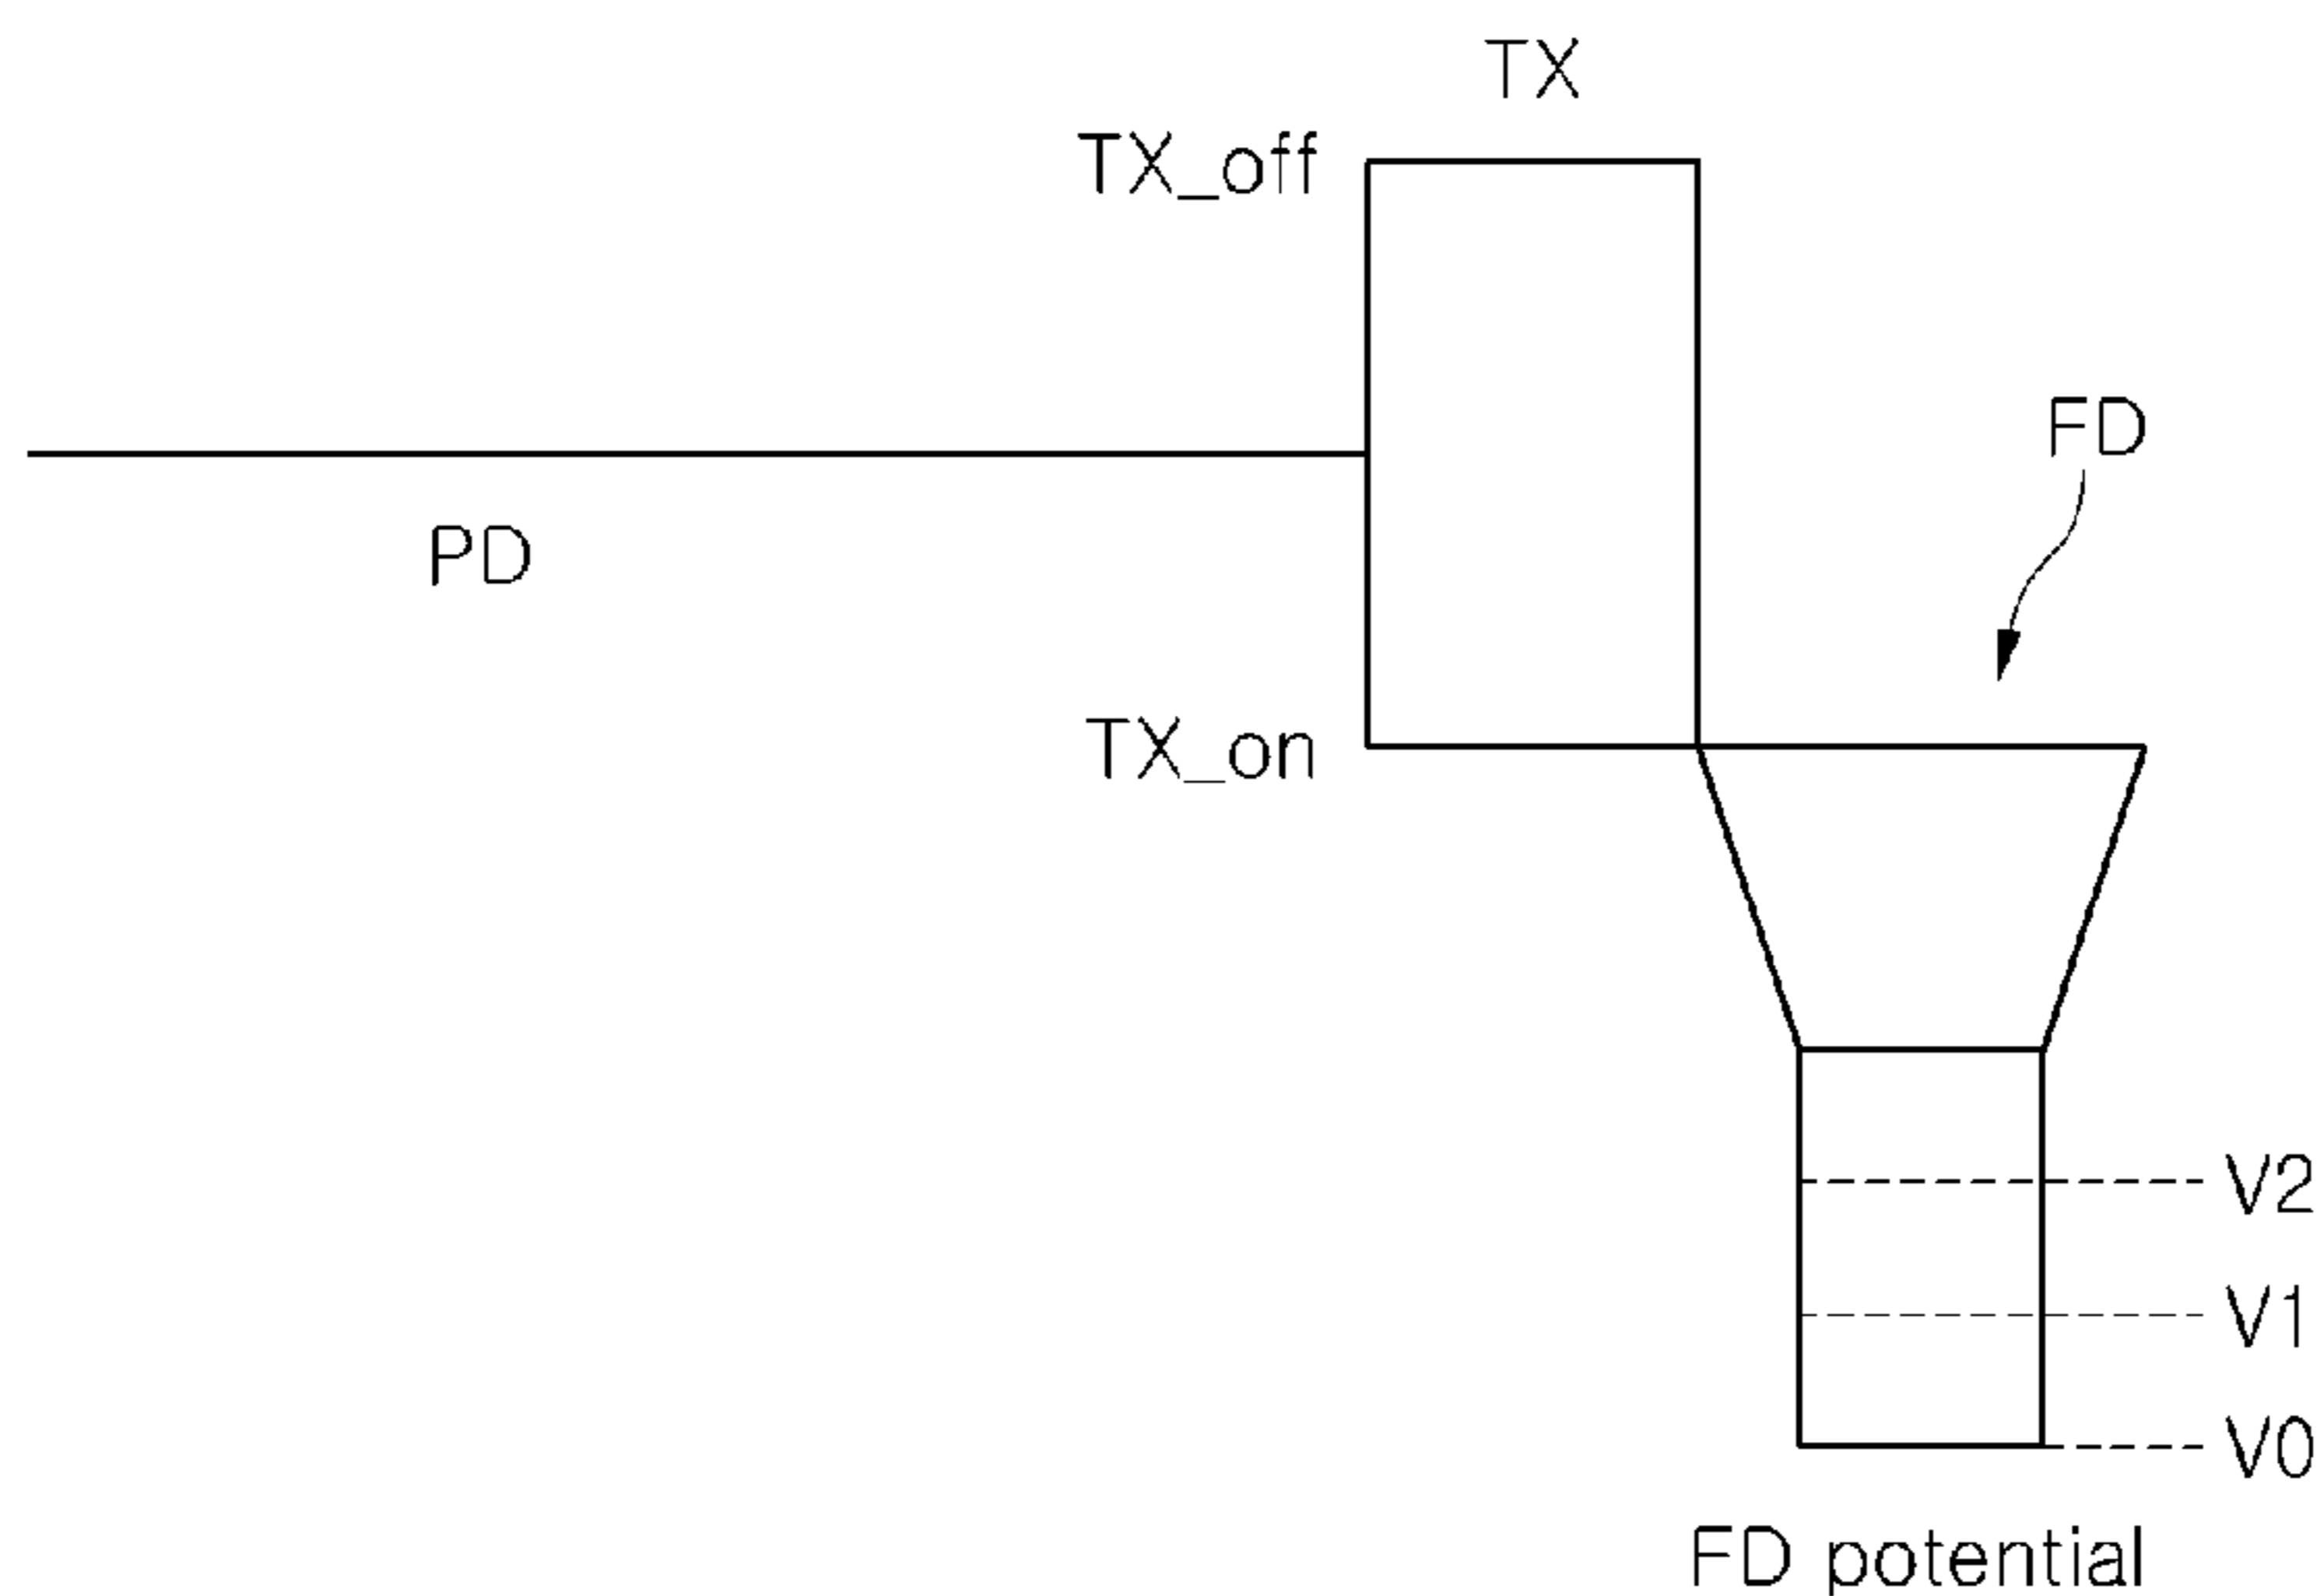 TX
TX_off
FD
PD
TX_on
V2
V1
V0
FD potential